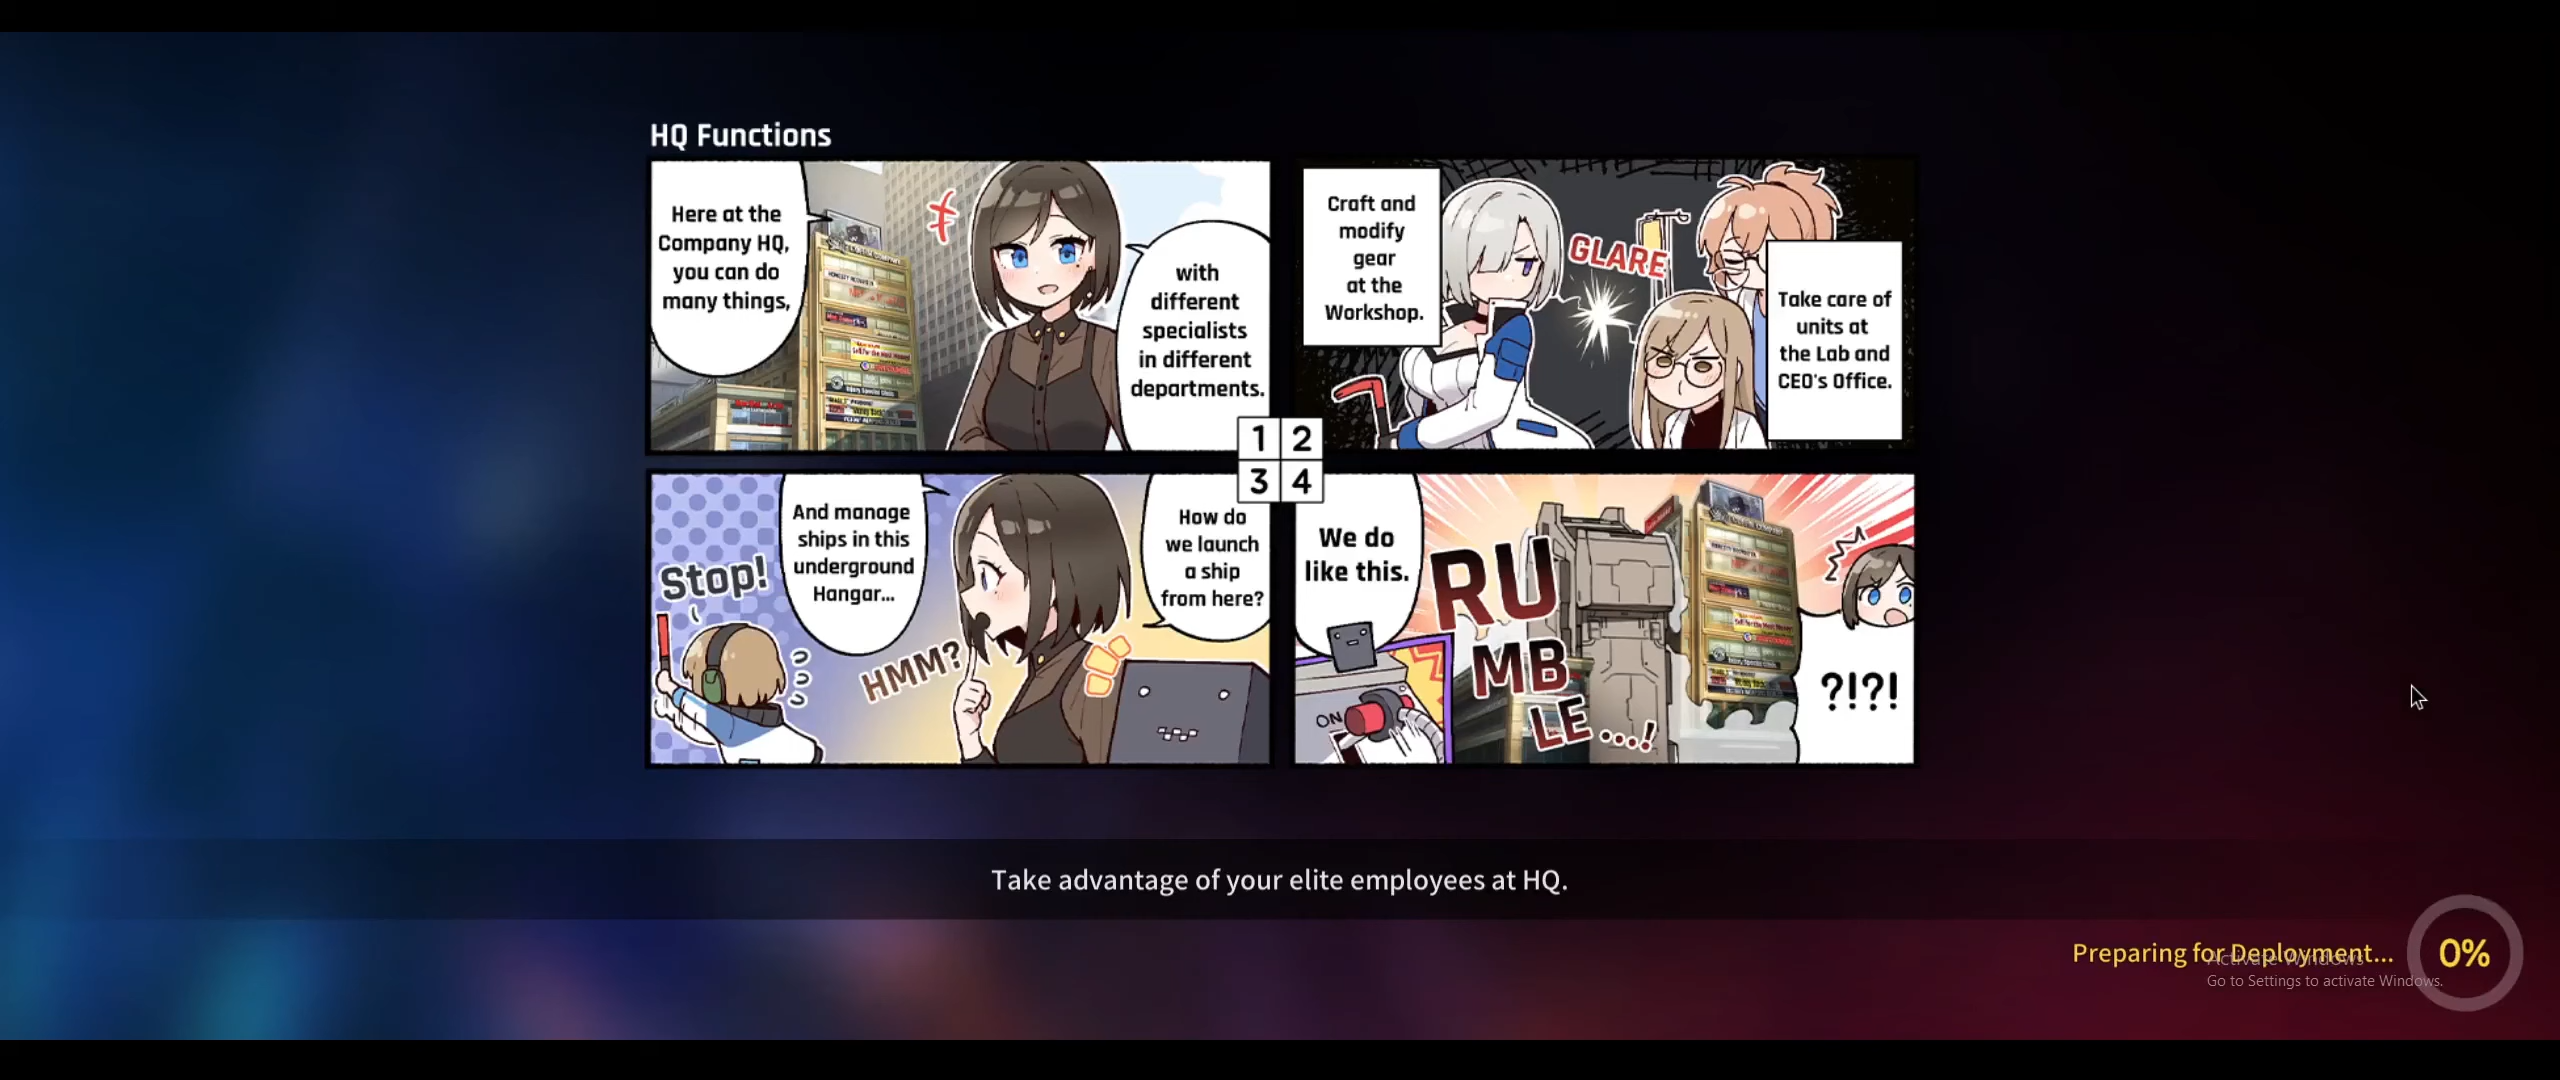 HQ Functions
Here at the
Company HQ,
you can do
many things,
with
different
specialists
in different
departments.
Craft and
modify
gear
at the
Workshop.
GLARE
Take care of
units at
the Lab and
CEO's Office.
1 2
3 4
Stop!
And manage
ships in this
underground
Hangar...
HMM?
How do
we launch
a ship
from here?
We do
like this.
ON
RU
MB
LE...!
?!?!
Take advantage of your elite employees at HQ.
Preparing for Deployment...
0%
Activate Windows
Go to Settings to activate Windows.